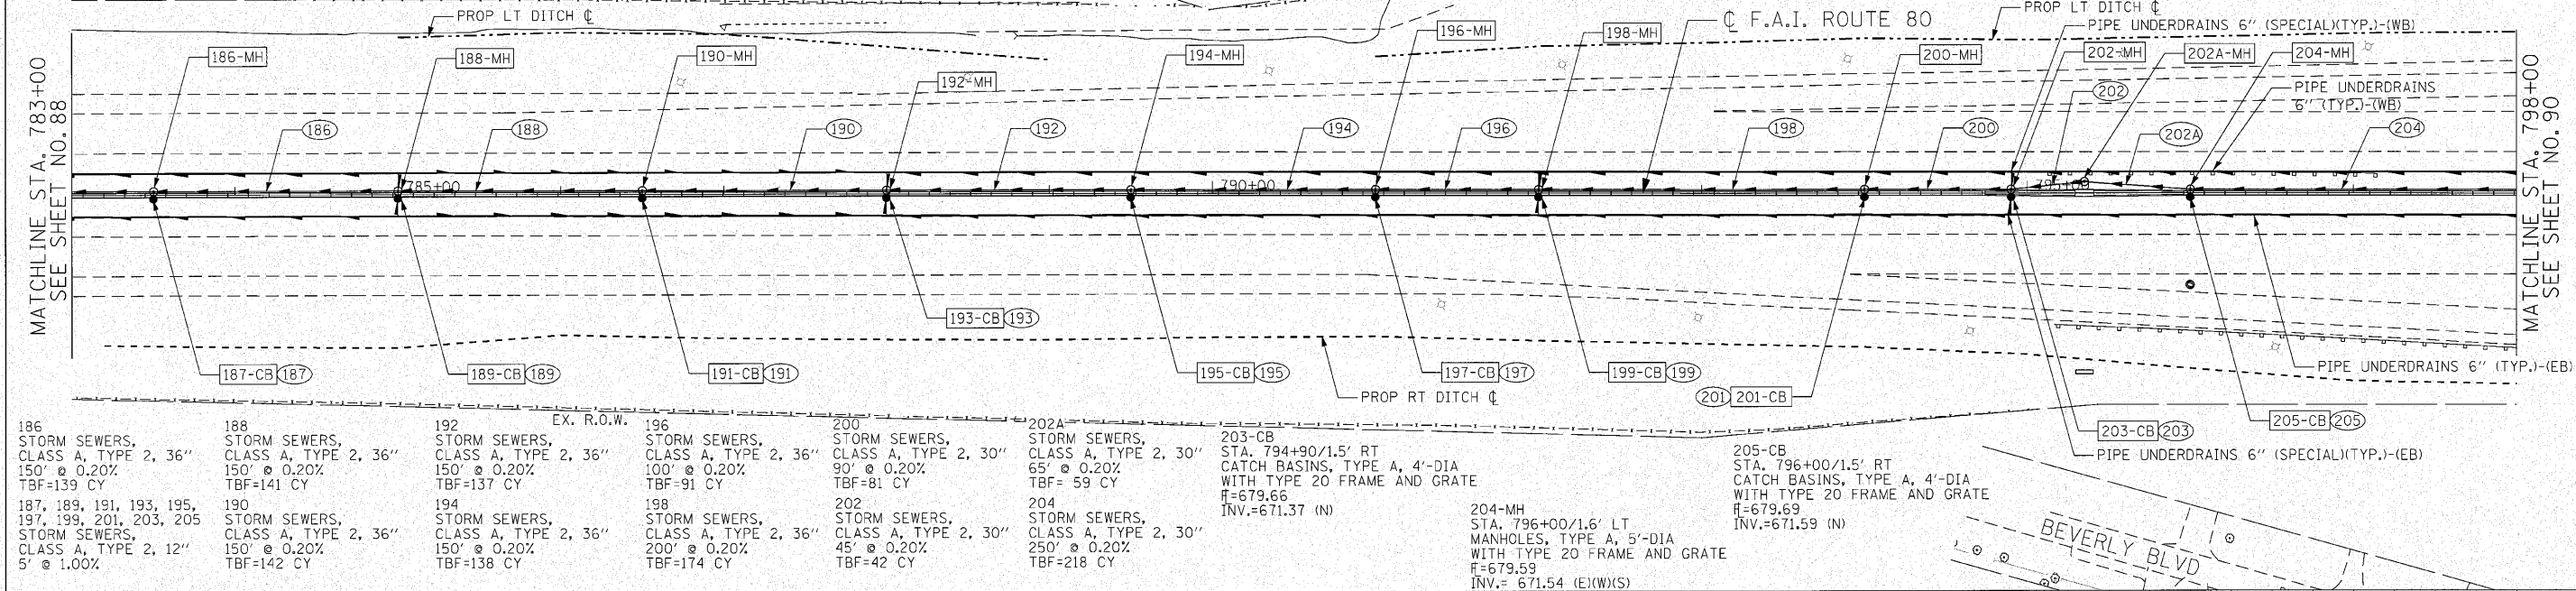 PROP LT DITCH ℄
℄ F.A.I. ROUTE 80
PROP LT DITCH ℄
PIPE UNDERDRAINS 6" (SPECIAL)(TYP.)-(WB)
186-MH
188-MH
190-MH
192-MH
194-MH
196-MH
198-MH
200-MH
202-MH
202A-MH
204-MH
PIPE UNDERDRAINS
6" (TYP.)-(WB)
MATCHLINE STA. 783+00
SEE SHEET NO. 88
186
188
190
192
194
196
198
200
202
202A
204
MATCHLINE STA. 798+00
SEE SHEET NO. 90
785+00
790+00
795+00
187-CB 187
189-CB 189
191-CB 191
193-CB 193
195-CB 195
197-CB 197
199-CB 199
201 201-CB
203-CB 203
205-CB 205
PROP RT DITCH ℄
PIPE UNDERDRAINS 6" (TYP.)-(EB)
PIPE UNDERDRAINS 6" (SPECIAL)(TYP.)-(EB)
EX. R.O.W.
186
STORM SEWERS,
CLASS A, TYPE 2, 36"
150' @ 0.20%
TBF=139 CY
187, 189, 191, 193, 195,
197, 199, 201, 203, 205
STORM SEWERS,
CLASS A, TYPE 2, 12"
5' @ 1.00%
188
STORM SEWERS,
CLASS A, TYPE 2, 36"
150' @ 0.20%
TBF=141 CY
190
STORM SEWERS,
CLASS A, TYPE 2, 36"
150' @ 0.20%
TBF=142 CY
192
STORM SEWERS,
CLASS A, TYPE 2, 36"
150' @ 0.20%
TBF=137 CY
194
STORM SEWERS,
CLASS A, TYPE 2, 36"
150' @ 0.20%
TBF=138 CY
196
STORM SEWERS,
CLASS A, TYPE 2, 36"
100' @ 0.20%
TBF=91 CY
198
STORM SEWERS,
CLASS A, TYPE 2, 36"
200' @ 0.20%
TBF=174 CY
200
STORM SEWERS,
CLASS A, TYPE 2, 30"
90' @ 0.20%
TBF=81 CY
202
STORM SEWERS,
CLASS A, TYPE 2, 30"
45' @ 0.20%
TBF=42 CY
202A
STORM SEWERS,
CLASS A, TYPE 2, 30"
65' @ 0.20%
TBF= 59 CY
204
STORM SEWERS,
CLASS A, TYPE 2, 30"
250' @ 0.20%
TBF=218 CY
203-CB
STA. 794+90/1.5' RT
CATCH BASINS, TYPE A, 4'-DIA
WITH TYPE 20 FRAME AND GRATE
F=679.66
INV.=671.37 (N)
204-MH
STA. 796+00/1.6' LT
MANHOLES, TYPE A, 5'-DIA
WITH TYPE 20 FRAME AND GRATE
F=679.59
INV.= 671.54 (E)(W)(S)
205-CB
STA. 796+00/1.5' RT
CATCH BASINS, TYPE A, 4'-DIA
WITH TYPE 20 FRAME AND GRATE
F=679.69
INV.=671.59 (N)
BEVERLY BLVD